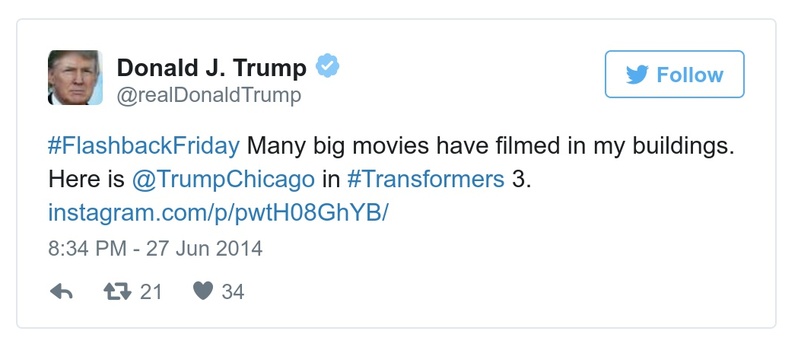 Donald J. Trump
@realDonaldTrump
Follow
#FlashbackFriday Many big movies have filmed in my buildings.
Here is @TrumpChicago in #Transformers 3.
instagram.com/p/pwtH08GhYB/
8:34 PM - 27 Jun 2014
21 34